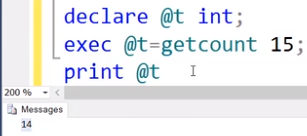 declare @t int;
exec @t=getcount 15;
print @t
200 %
Messages
14